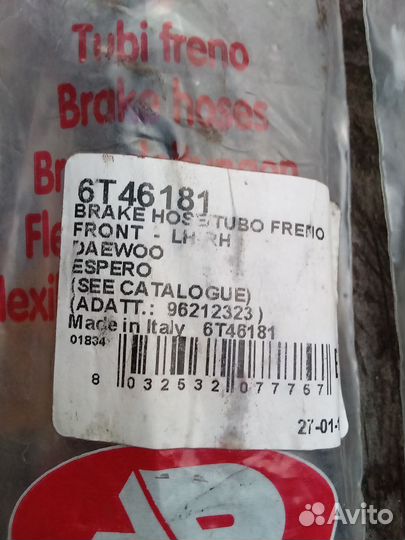 Tubi freno
Brake hoses
6T46181
BRAKE HOSE/TUBO FRENO
FRONT - LH-RH
DAEWOO
ESPERO
(SEE CATALOGUE)
(ADATT.: 96212323)
Made in Italy 6T46181
01834
8 032532 077767
27-01-
Avito